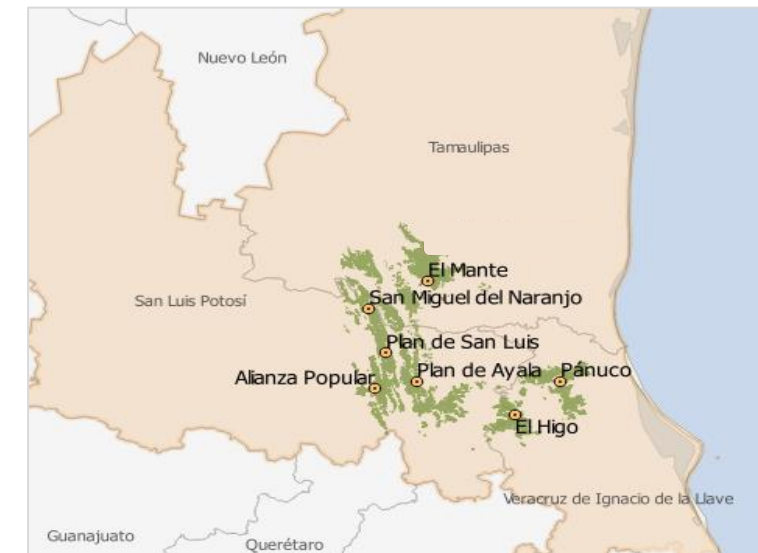 Nuevo León
Tamaulipas
El Mante
San Luis Potosí
San Miguel del Naranjo
Plan de San Luis
Alianza Popular
Plan de Ayala
Pánuco
El Higo
Veracruz de Ignacio de la Llave
Guanajuato
Querétaro